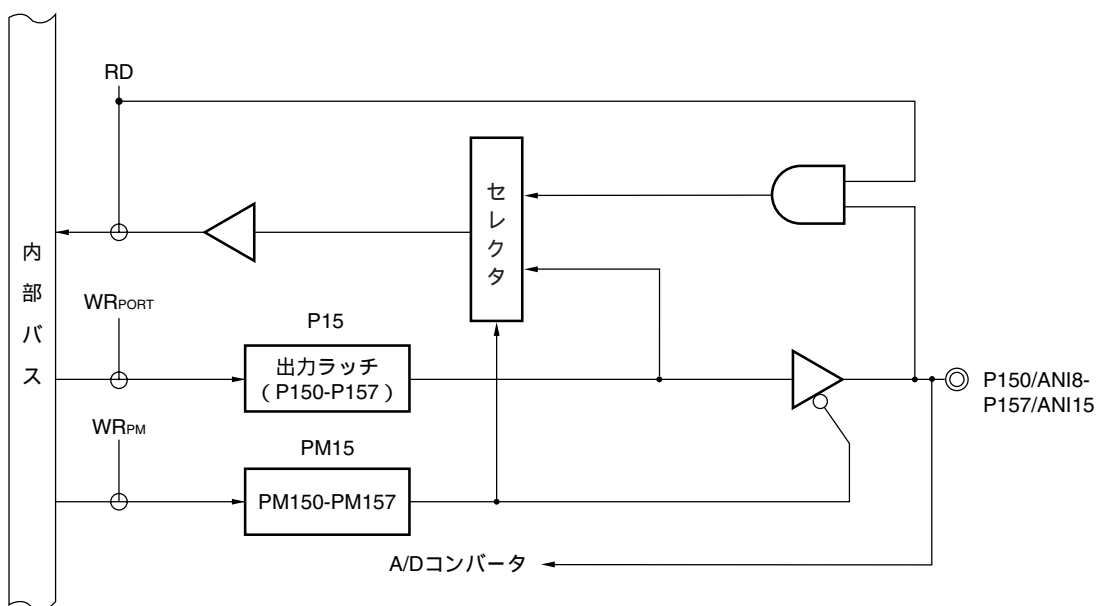 RD
セレクタ
内部バス
WRPORT
P15
出力ラッチ
（P150-P157）
P150/ANI8-
P157/ANI15
WRPM
PM15
PM150-PM157
A/Dコンバータ